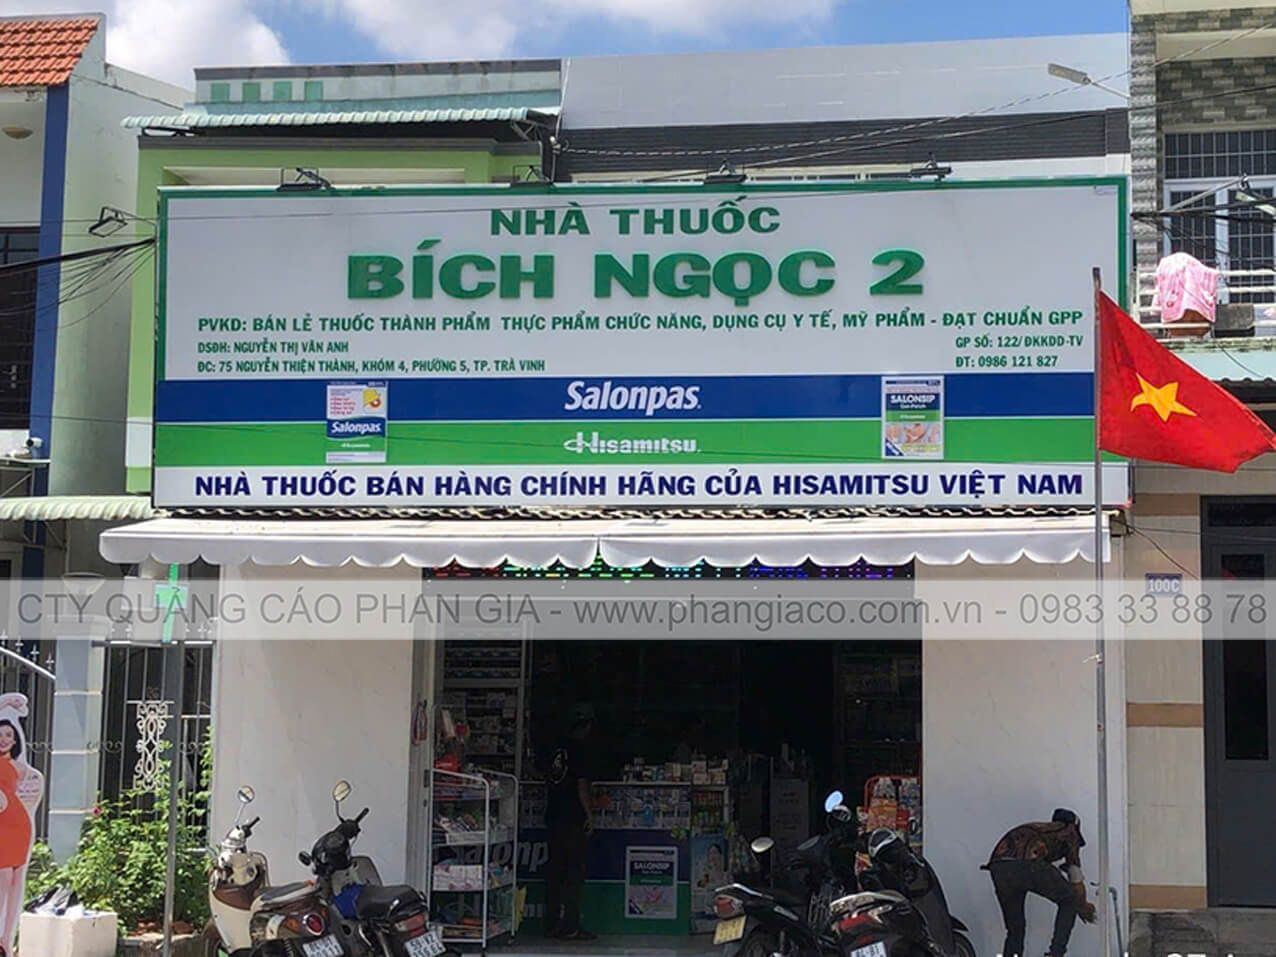 NHÀ THUỐC
BÍCH NGỌC 2
PVKD: BÁN LẺ THUỐC THÀNH PHẨM THỰC PHẨM CHỨC NĂNG, DỤNG CỤ Y TẾ, MỸ PHẨM - ĐẠT CHUẨN GPP
DSĐH: NGUYỄN THỊ VÂN ANH
GP SỐ: 122/ĐKKDD-TV
ĐC: 75 NGUYỄN THIỆN THÀNH, KHÓM 4, PHƯỜNG 5, TP. TRÀ VINH
ĐT: 0986 121 827
Salonpas
SALONSIP
Gel-Patch
Salonpas
Hisamitsu
Hisamitsu
NHÀ THUỐC BÁN HÀNG CHÍNH HÃNG CỦA HISAMITSU VIỆT NAM
100C
CTY QUẢNG CÁO PHAN GIA - www.phangiaco.com.vn - 0983 33 88 78
Salonp
SALONSIP